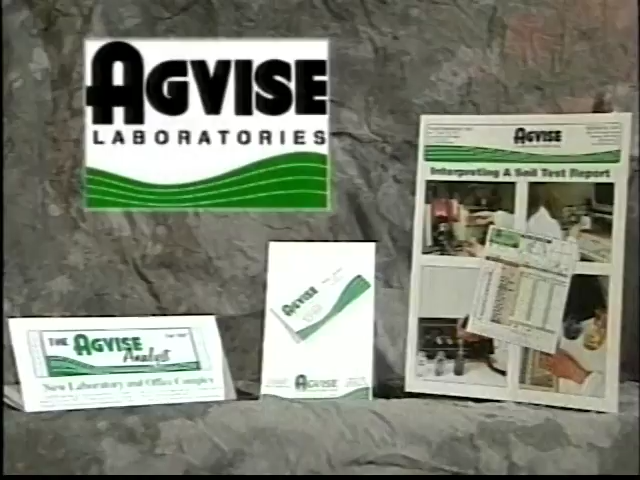 AGVISE
LABORATORIES
AGVISE
Interpreting A Soil Test Report
AGVISE
THE AGVISE
Analyst
New Laboratory and Office Complex
AGVISE